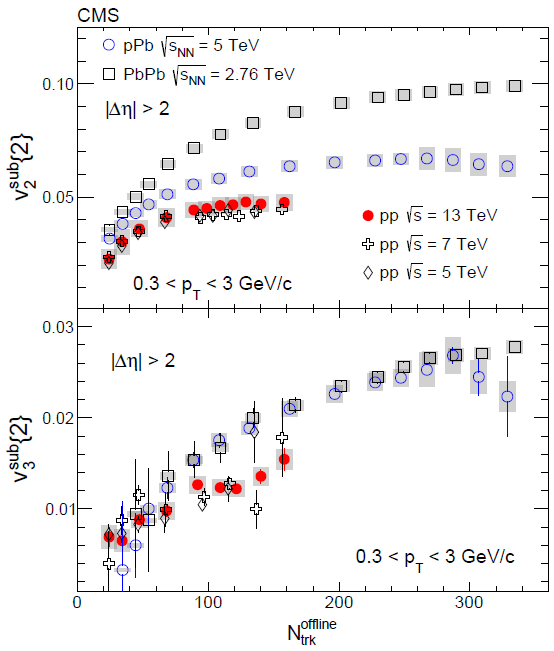 CMS
pPb √sNN = 5 TeV
PbPb √sNN = 2.76 TeV
|Δη| > 2
0.10
0.05
v2sub{2}
pp √s = 13 TeV
pp √s = 7 TeV
pp √s = 5 TeV
0.3 < pT < 3 GeV/c
0.03
|Δη| > 2
0.02
v3sub{2}
0.01
0.3 < pT < 3 GeV/c
0 100 200 300
Ntrkoffline